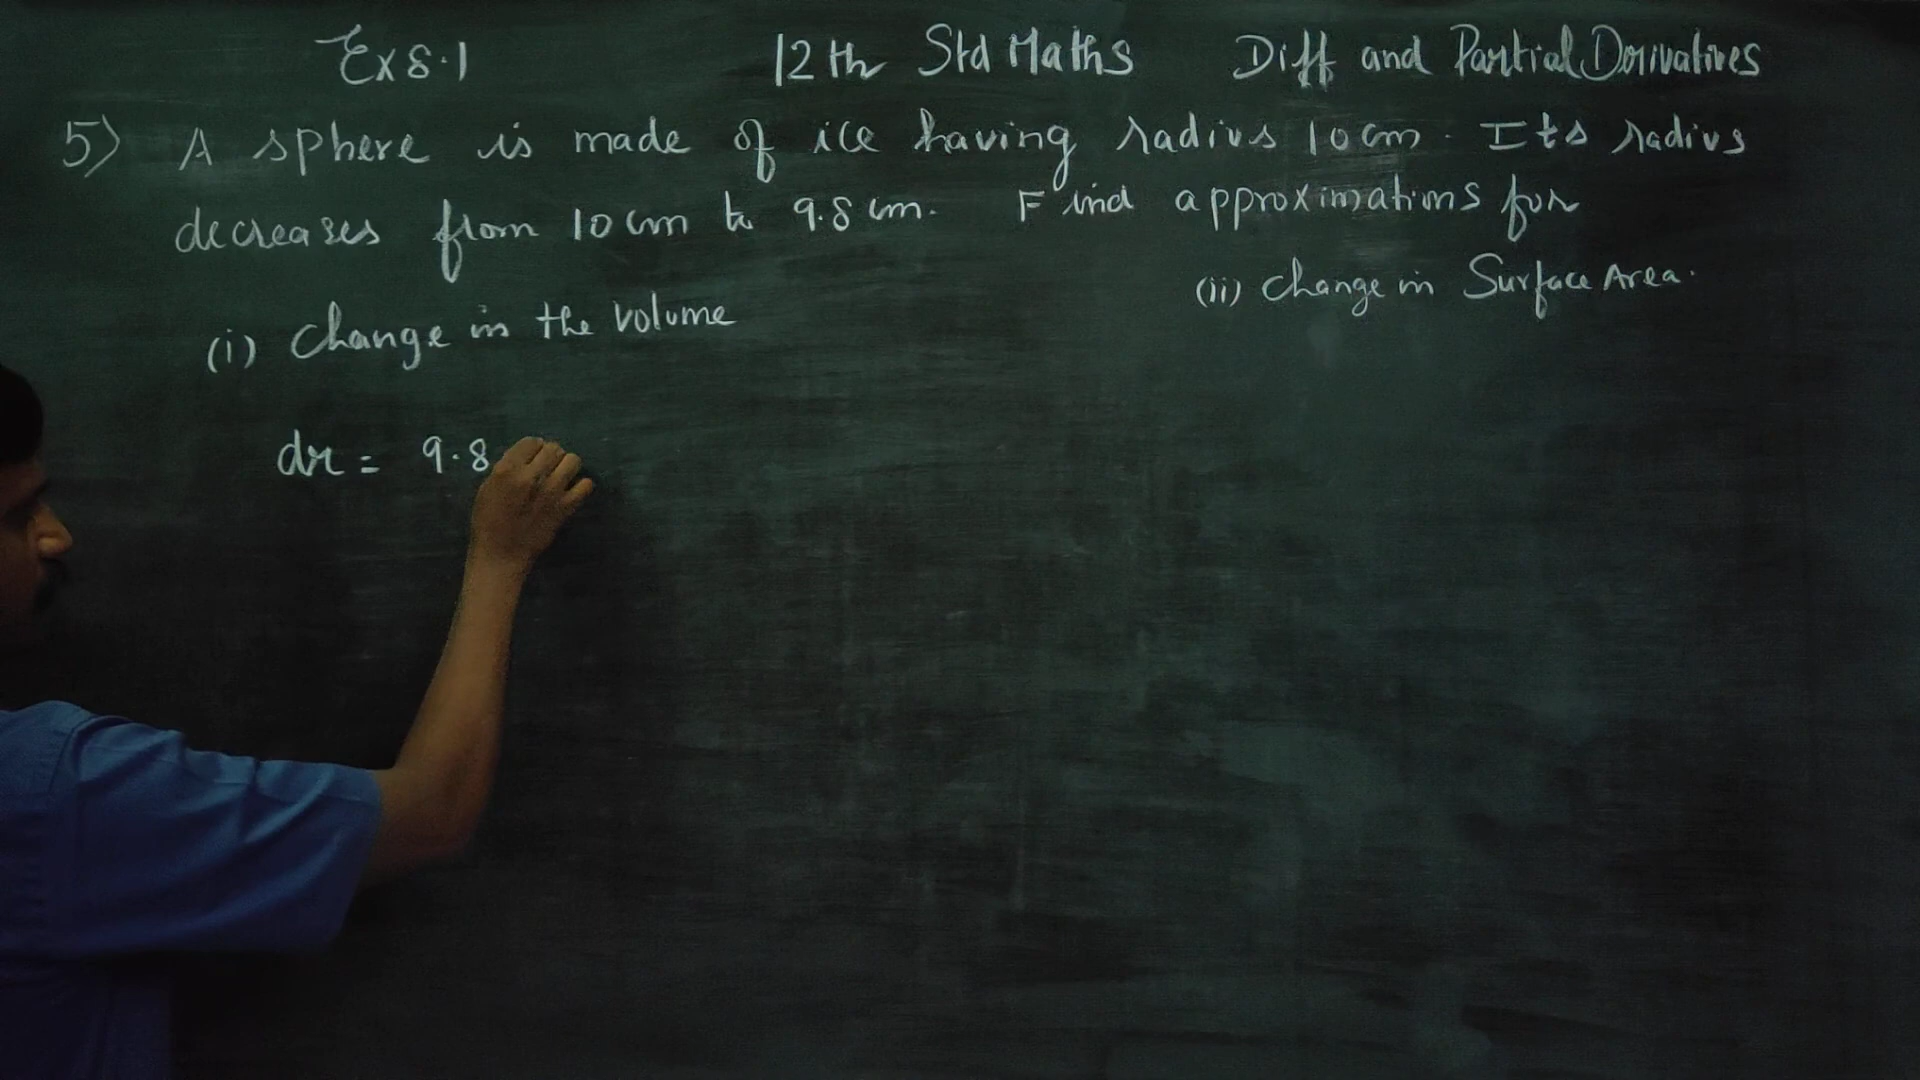 Ex 8.1 12th Std Maths Diff and Partial Derivatives
5) A sphere is made of ice having radius 10 cm. Its radius
decreases from 10 cm to 9.8 cm. Find approximations for
(i) change in the volume (ii) change in Surface Area.
dr = 9.8